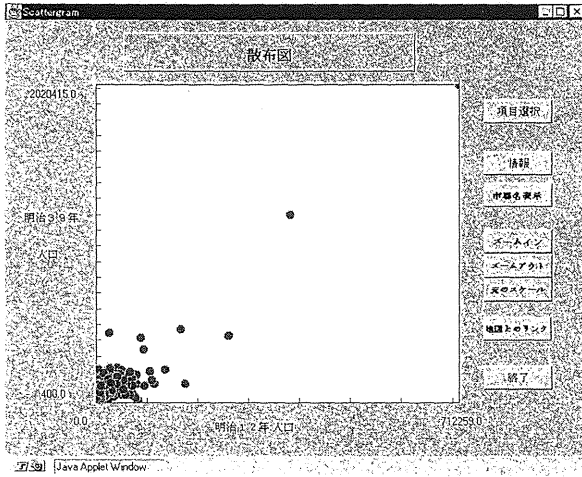 Scattergram
散布図
2020415.0
項目選択
情報
市郡名表示
明治39年
人口
ズームイン
ズームアウト
元のスケール
地図とのリンク
400.0
終了
0.0
明治12年人口
712259.0
Java Applet Window